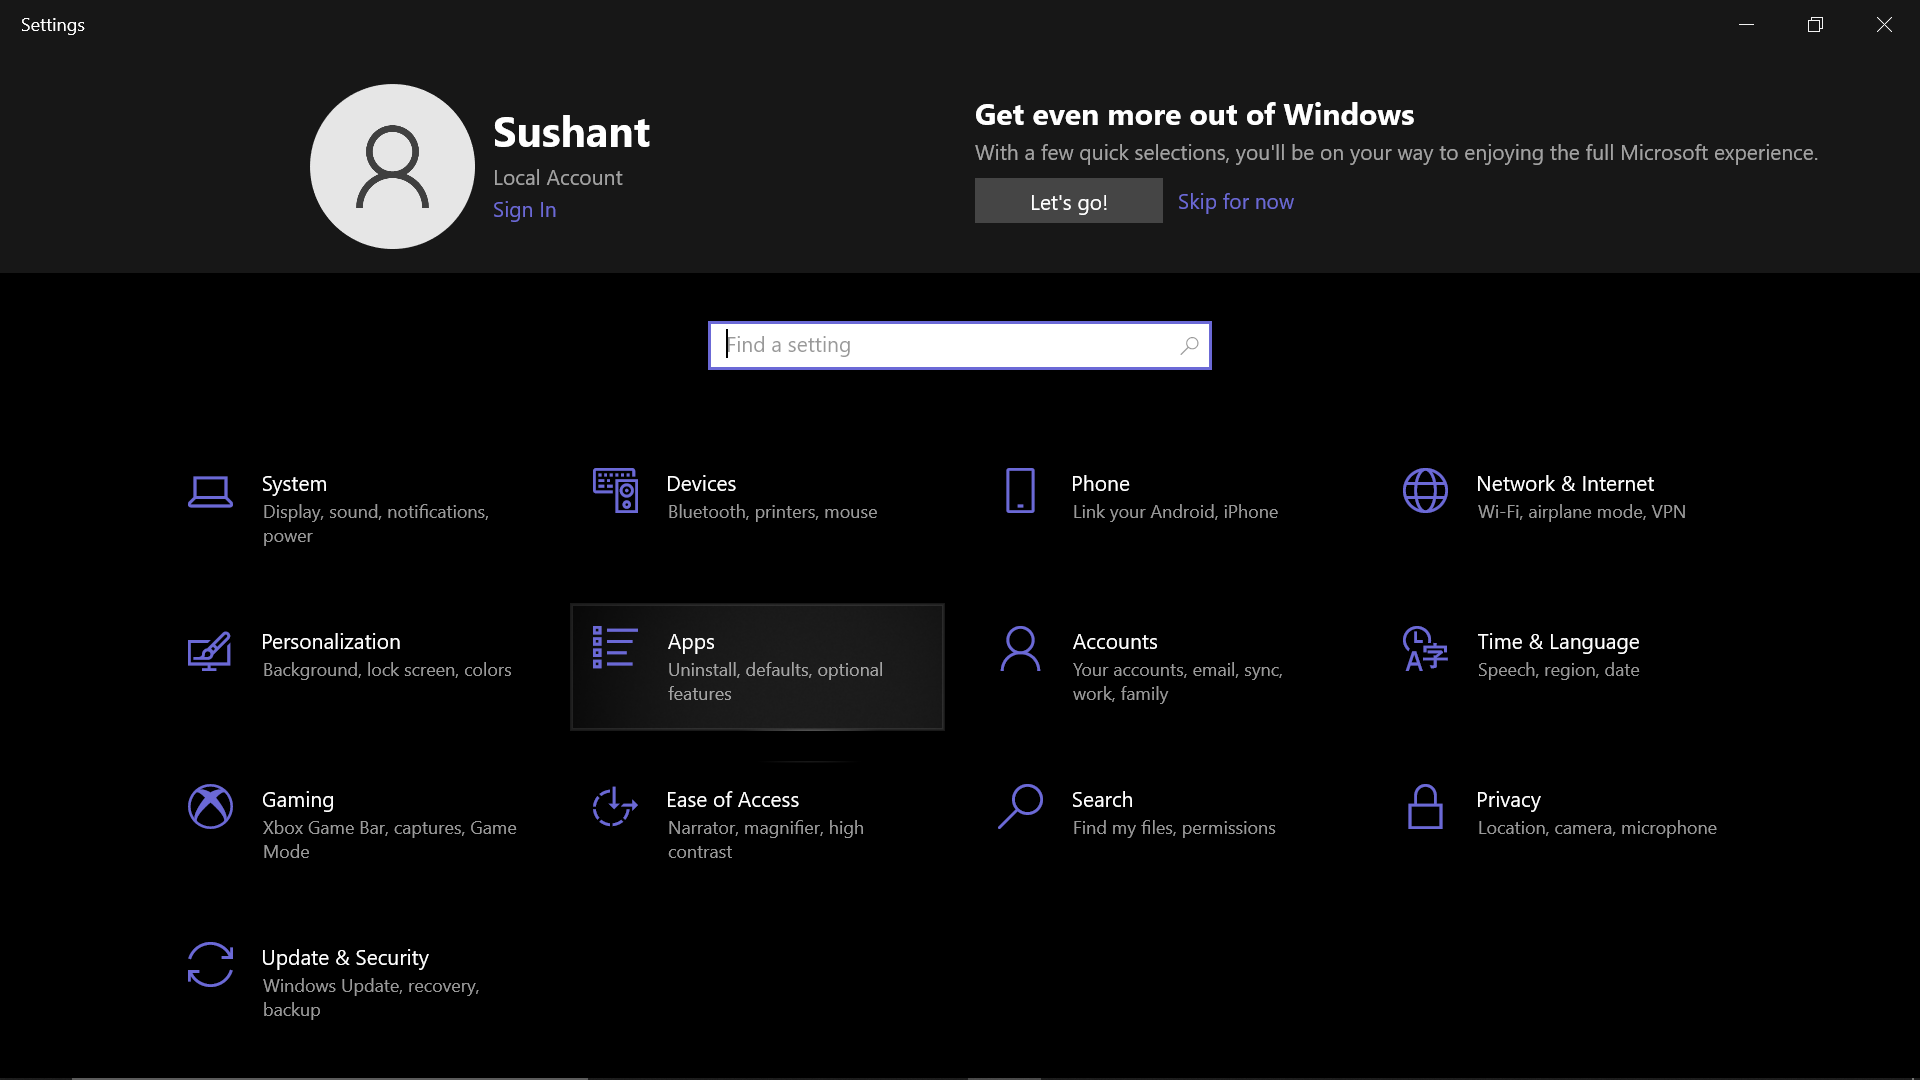 Settings
Sushant
Local Account
Sign In
Get even more out of Windows
With a few quick selections, you'll be on your way to enjoying the full Microsoft experience.
Let's go!
Skip for now
Find a setting
System
Display, sound, notifications,
power
Devices
Bluetooth, printers, mouse
Phone
Link your Android, iPhone
Network & Internet
Wi-Fi, airplane mode, VPN
Personalization
Background, lock screen, colors
Apps
Uninstall, defaults, optional
features
Accounts
Your accounts, email, sync,
work, family
Time & Language
Speech, region, date
Gaming
Xbox Game Bar, captures, Game
Mode
Ease of Access
Narrator, magnifier, high
contrast
Search
Find my files, permissions
Privacy
Location, camera, microphone
Update & Security
Windows Update, recovery,
backup